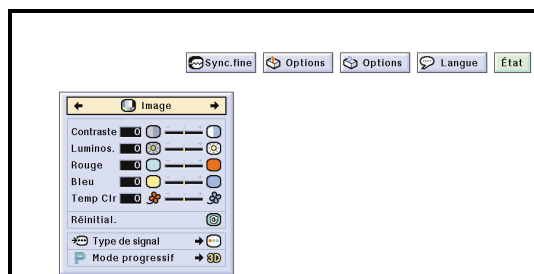 Sync.fine Options Options Langue État
Image
Contraste 0
Luminos. 0
Rouge 0
Bleu 0
Temp Clr 0
Réinitial.
Type de signal
P Mode progressif 3D